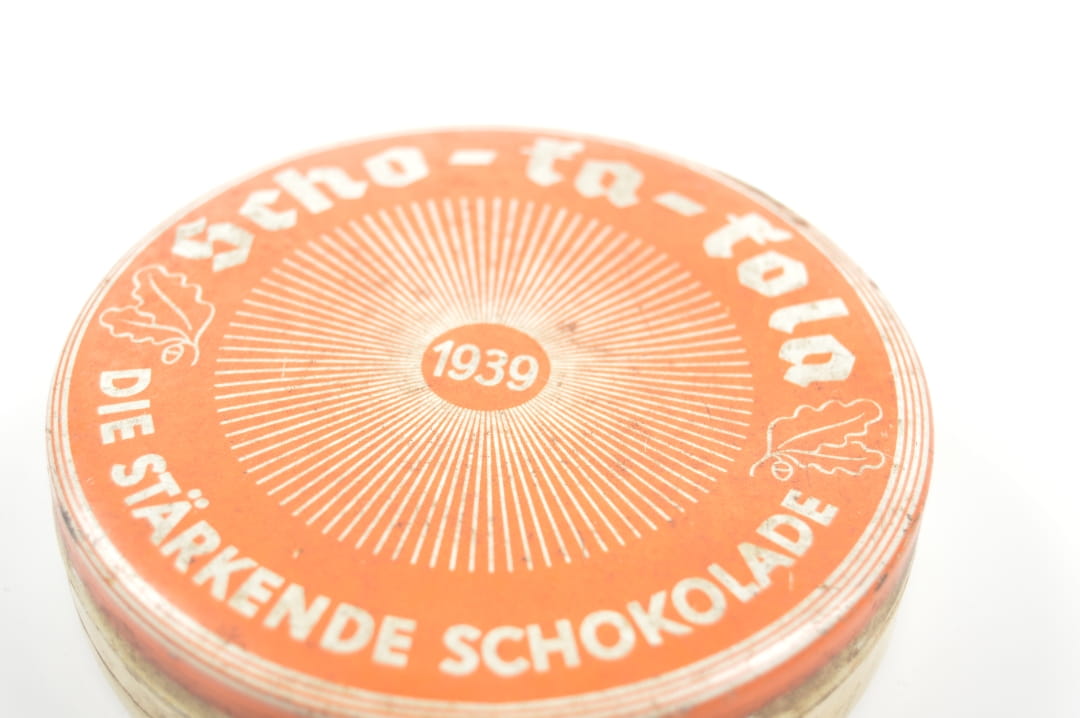 Scho-ka-kola
1939
DIE STÄRKENDE SCHOKOLADE